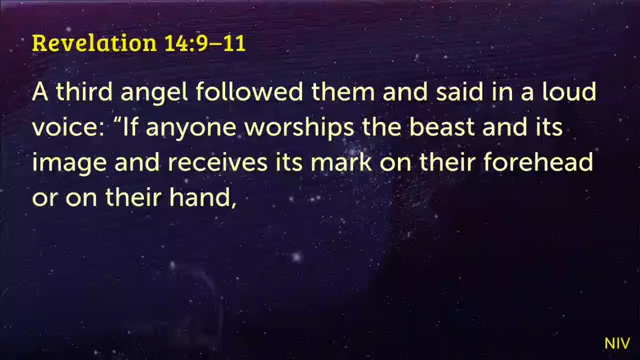 Revelation 14:9–11
A third angel followed them and said in a loud
voice: “If anyone worships the beast and its
image and receives its mark on their forehead
or on their hand,
NIV